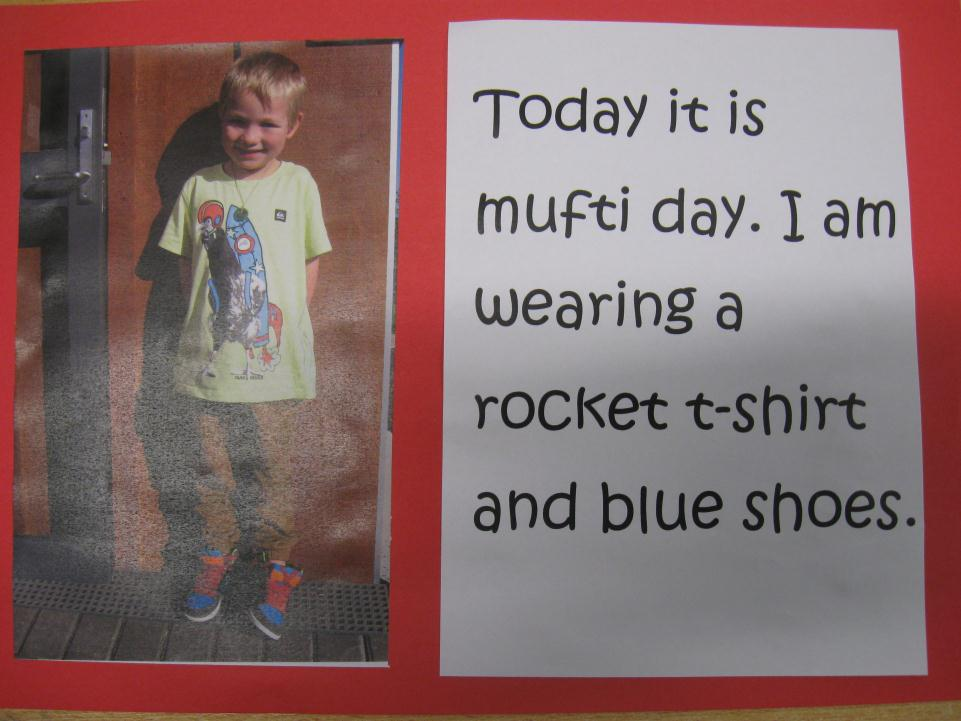 Today it is
mufti day. I am
wearing a
rocket t-shirt
and blue shoes.